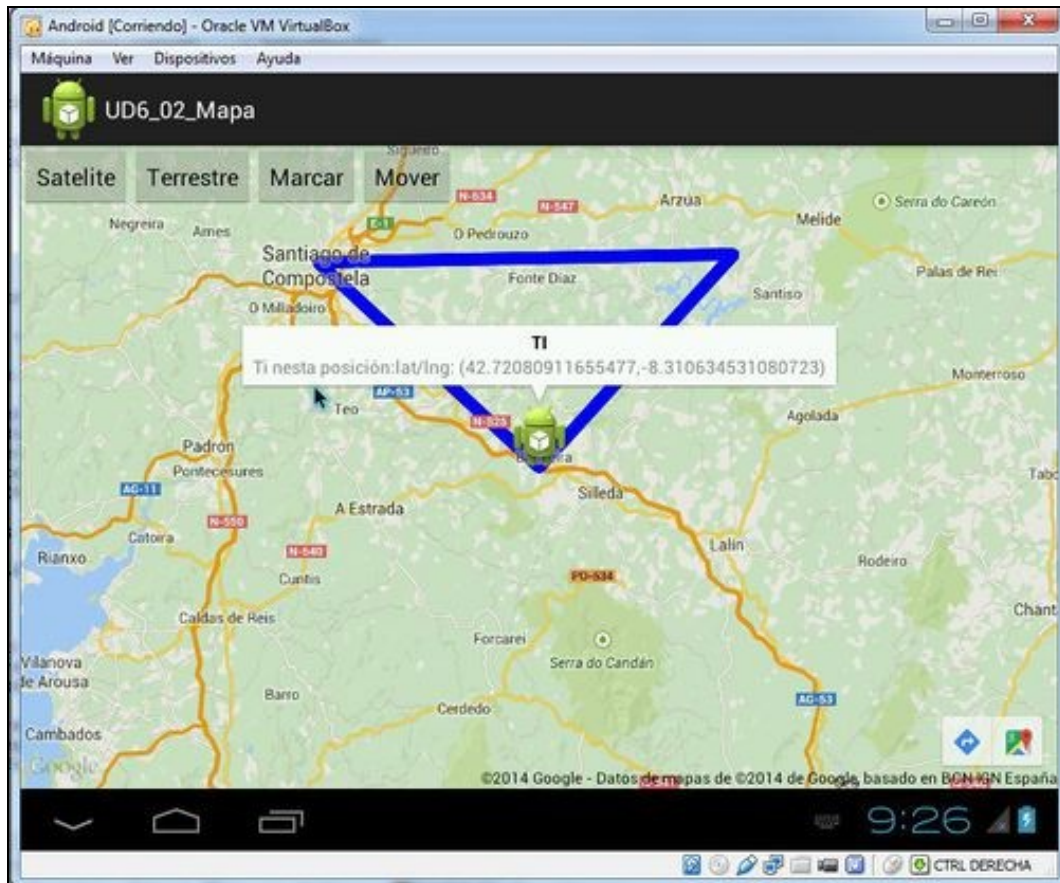 Android [Corriendo] - Oracle VM VirtualBox
Máquina Ver Dispositivos Ayuda
UD6_02_Mapa
Sigüeiro
Satelite Terrestre Marcar Mover
N-634
N-547
Arzúa
Serra do Careón
Negreira
Ames
E-1
O Pedrouzo
Melide
Santiago de
Compostela
Fonte Diaz
Palas de Rei
Santiso
O Milladoiro
TI
Ti nesta posición:lat/lng: (42.72080911655477,-8.310634531080723)
Monterroso
AP-53
Teo
N-525
Agolada
Padrón
Pontecesures
AG-11
Silleda
A Estrada
N-550
Catoira
Lalín
Rianxo
N-640
Rodeiro
Cuntis
PO-534
Chant
Caldas de Reis
Forcarei
Vilanova
de Arousa
Serra do Candán
Barro
AG-53
Cerdedo
Cambados
Google
©2014 Google - Datos de mapas de ©2014 de Google, basado en BCN IGN España
9:26
CTRL DERECHA